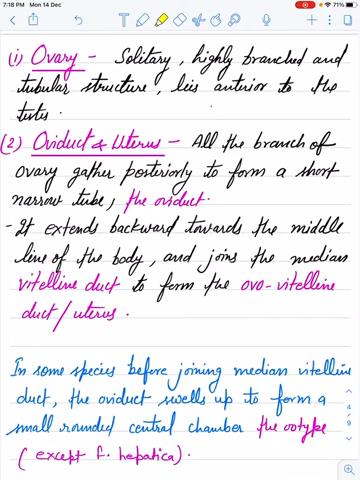 7:18 PM Mon 14 Dec
(1) Ovary - Solitary, highly branched and
tubular structure, lies anterior to the
testis.
(2) Oviduct & Uterus - All the branch of
ovary gather posteriorly to form a short
narrow tube, the oviduct.
- It extends backward towards the middle
line of the body, and joins the median
vitelline duct to form the ovo-vitelline
duct/uterus.
In some species before joining median vitelline
duct, the oviduct swells up to form a
small rounded central chamber the ootype
(except f. hepatica).
4
/
9